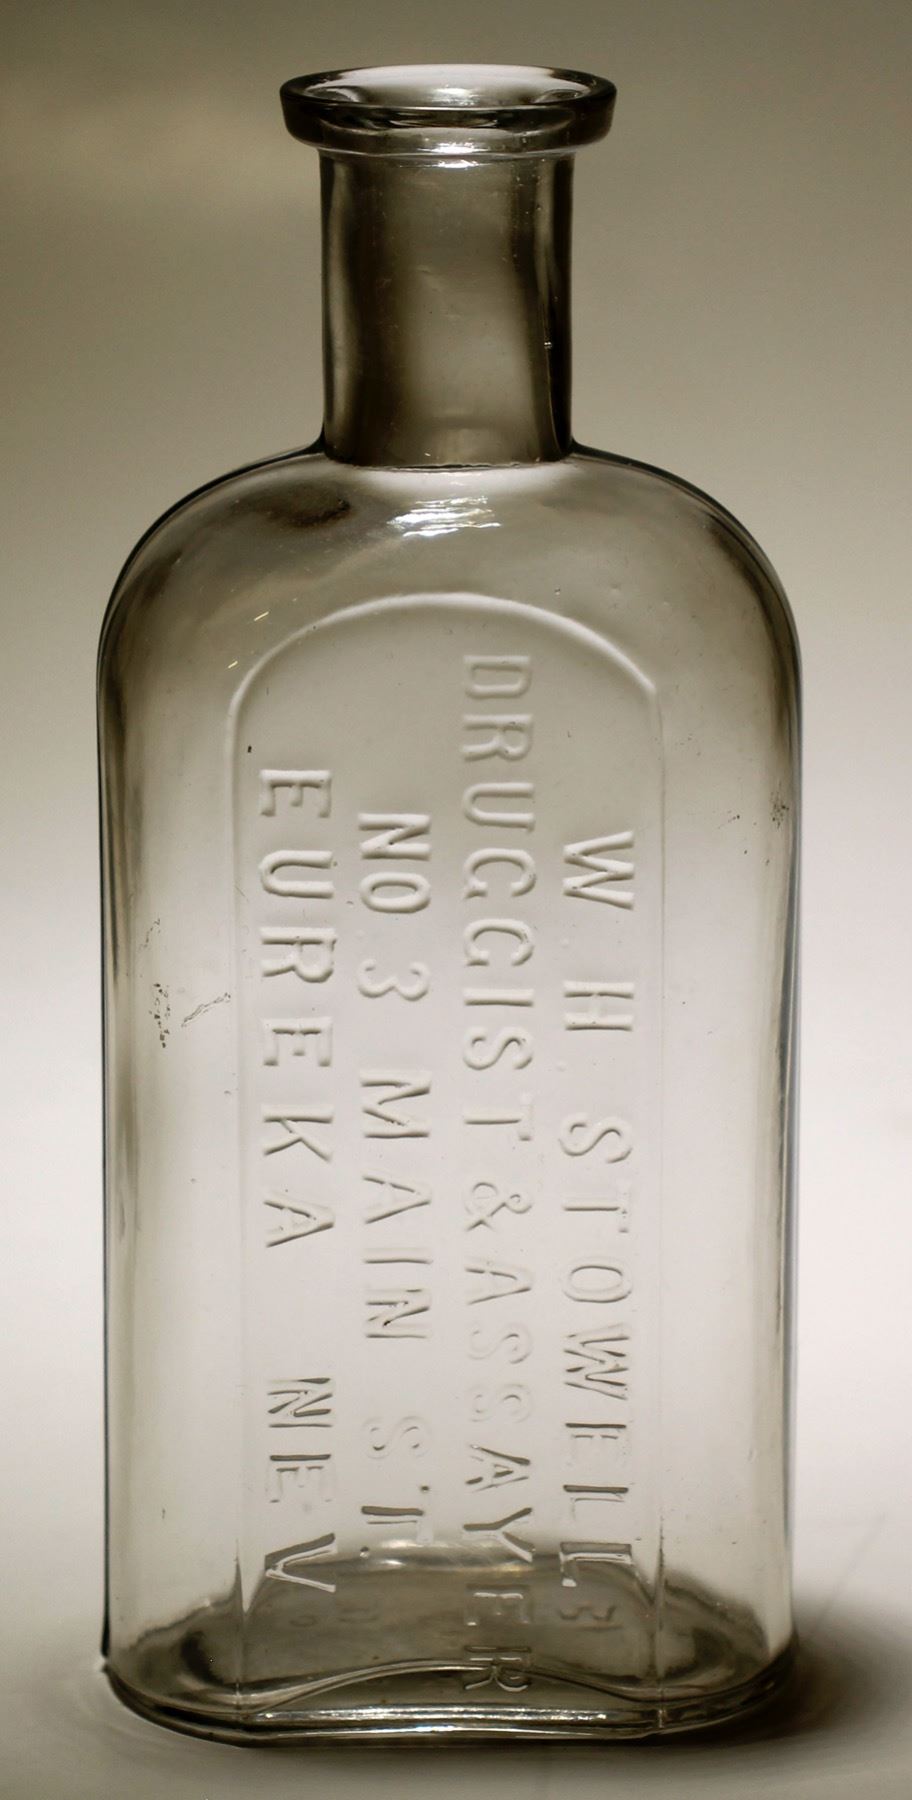 W. H. STOWELL
DRUGGIST & ASSAYER
NO. 3 MAIN ST.
EUREKA NEV